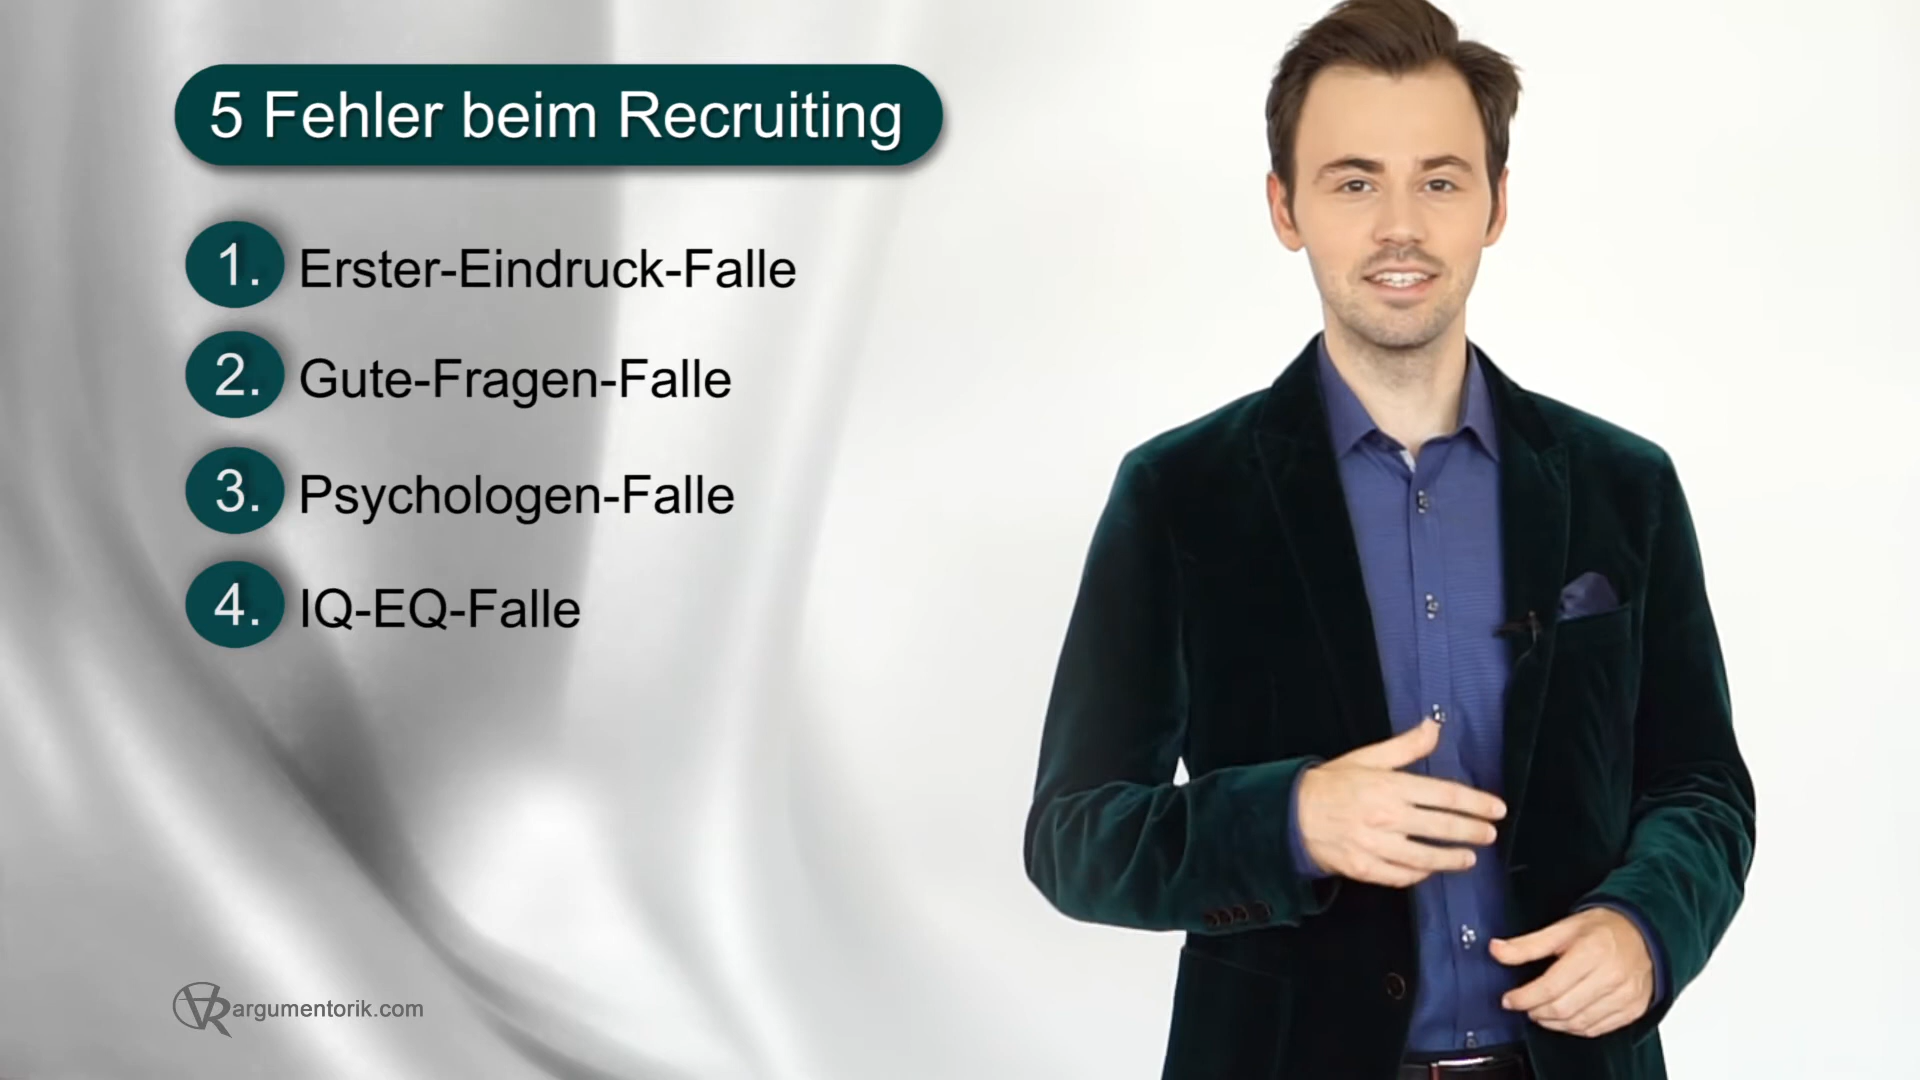 5 Fehler beim Recruiting
1. Erster-Eindruck-Falle
2. Gute-Fragen-Falle
3. Psychologen-Falle
4. IQ-EQ-Falle
argumentorik.com